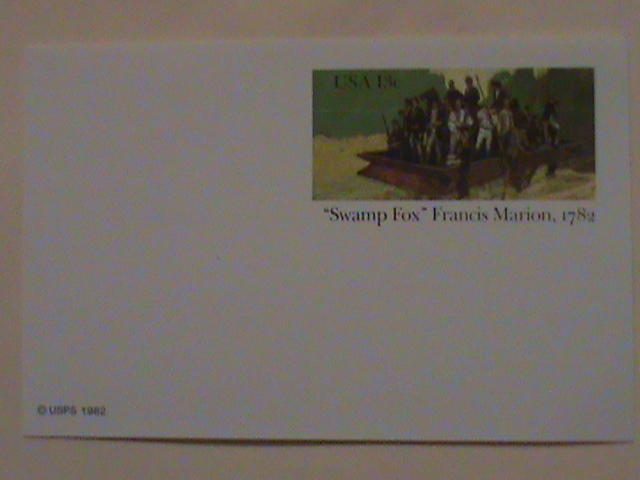 USA 13c
"Swamp Fox" Francis Marion, 1782
© USPS 1982